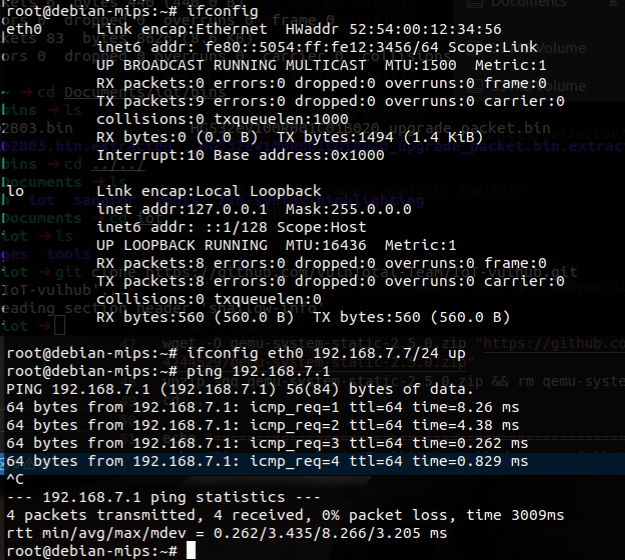 root@debian-mips:~# ifconfig
eth0 Link encap:Ethernet HWaddr 52:54:00:12:34:56
inet6 addr: fe80::5054:ff:fe12:3456/64 Scope:Link
UP BROADCAST RUNNING MULTICAST MTU:1500 Metric:1
RX packets:0 errors:0 dropped:0 overruns:0 frame:0
TX packets:9 errors:0 dropped:0 overruns:0 carrier:0
collisions:0 txqueuelen:1000
RX bytes:0 (0.0 B) TX bytes:1494 (1.4 KiB)
Interrupt:10 Base address:0x1000
lo Link encap:Local Loopback
inet addr:127.0.0.1 Mask:255.0.0.0
inet6 addr: ::1/128 Scope:Host
UP LOOPBACK RUNNING MTU:16436 Metric:1
RX packets:8 errors:0 dropped:0 overruns:0 frame:0
TX packets:8 errors:0 dropped:0 overruns:0 carrier:0
collisions:0 txqueuelen:0
RX bytes:560 (560.0 B) TX bytes:560 (560.0 B)
root@debian-mips:~# ifconfig eth0 192.168.7.7/24 up
root@debian-mips:~# ping 192.168.7.1
PING 192.168.7.1 (192.168.7.1) 56(84) bytes of data.
64 bytes from 192.168.7.1: icmp_req=1 ttl=64 time=8.26 ms
64 bytes from 192.168.7.1: icmp_req=2 ttl=64 time=4.38 ms
64 bytes from 192.168.7.1: icmp_req=3 ttl=64 time=0.262 ms
64 bytes from 192.168.7.1: icmp_req=4 ttl=64 time=0.829 ms
^C
--- 192.168.7.1 ping statistics ---
4 packets transmitted, 4 received, 0% packet loss, time 3009ms
rtt min/avg/max/mdev = 0.262/3.435/8.266/3.205 ms
root@debian-mips:~#